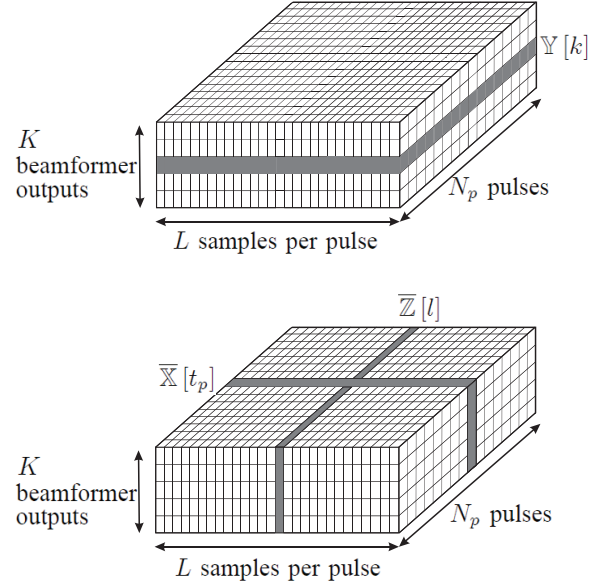 𝕐 [k]
K
beamformer
outputs
N_p pulses
L samples per pulse
Z̅ [l]
X̅ [t_p]
K
beamformer
outputs
N_p pulses
L samples per pulse